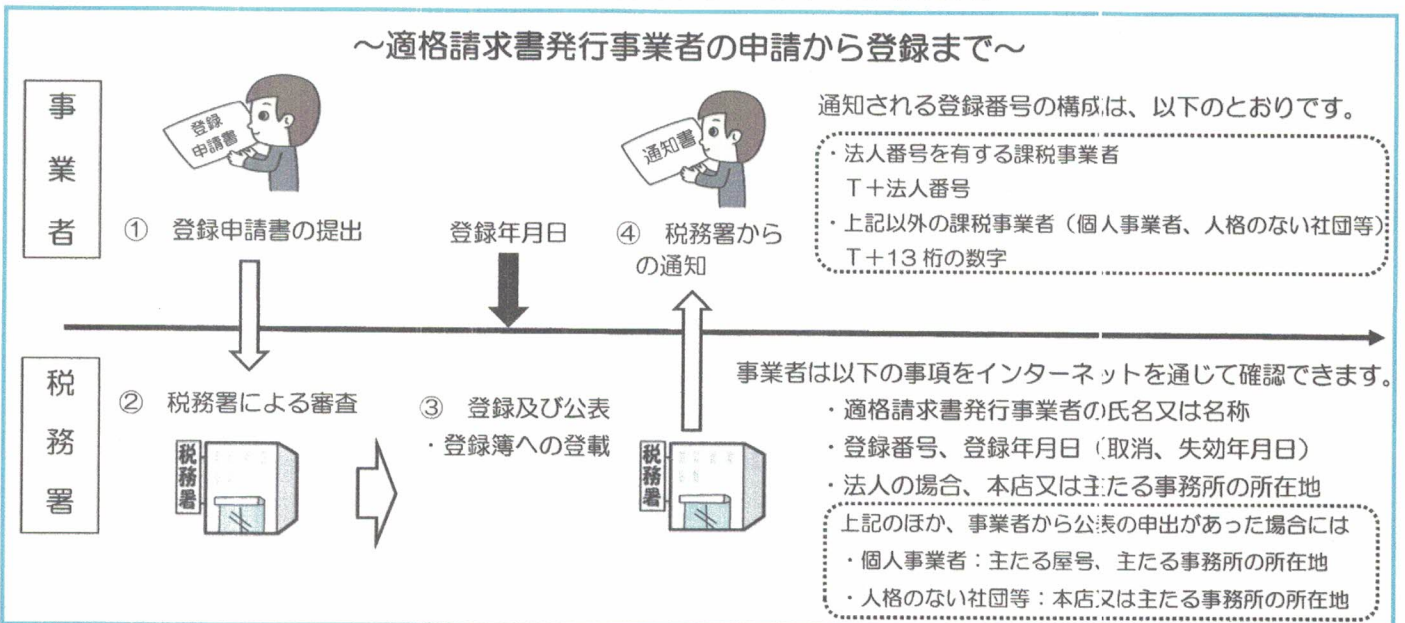 ～適格請求書発行事業者の申請から登録まで～
事業者
登録
申請書
① 登録申請書の提出
登録年月日
通知書
④ 税務署から
の通知
通知される登録番号の構成は、以下のとおりです。
・法人番号を有する課税事業者
T＋法人番号
・上記以外の課税事業者（個人事業者、人格のない社団等）
T＋13桁の数字
税務署
② 税務署による審査
税務署
③ 登録及び公表
・登録簿への登載
税務署
事業者は以下の事項をインターネットを通じて確認できます。
・適格請求書発行事業者の氏名又は名称
・登録番号、登録年月日（取消、失効年月日）
・法人の場合、本店又は主たる事務所の所在地
上記のほか、事業者から公表の申出があった場合には
・個人事業者：主たる屋号、主たる事務所の所在地
・人格のない社団等：本店又は主たる事務所の所在地